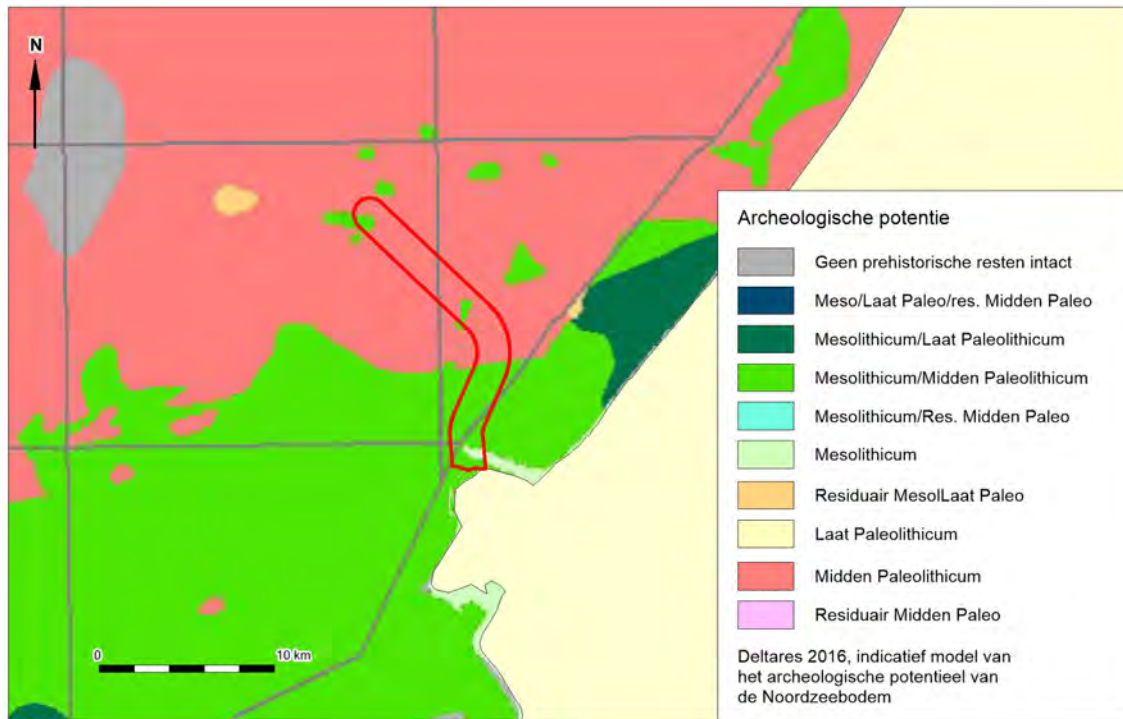 N
Archeologische potentie
Geen prehistorische resten intact
Meso/Laat Paleo/res. Midden Paleo
Mesolithicum/Laat Paleolithicum
Mesolithicum/Midden Paleolithicum
Mesolithicum/Res. Midden Paleo
Mesolithicum
Residuair MesolLaat Paleo
Laat Paleolithicum
Midden Paleolithicum
Residuair Midden Paleo
Deltares 2016, indicatief model van
het archeologische potentieel van
de Noordzeebodem
0 10 km